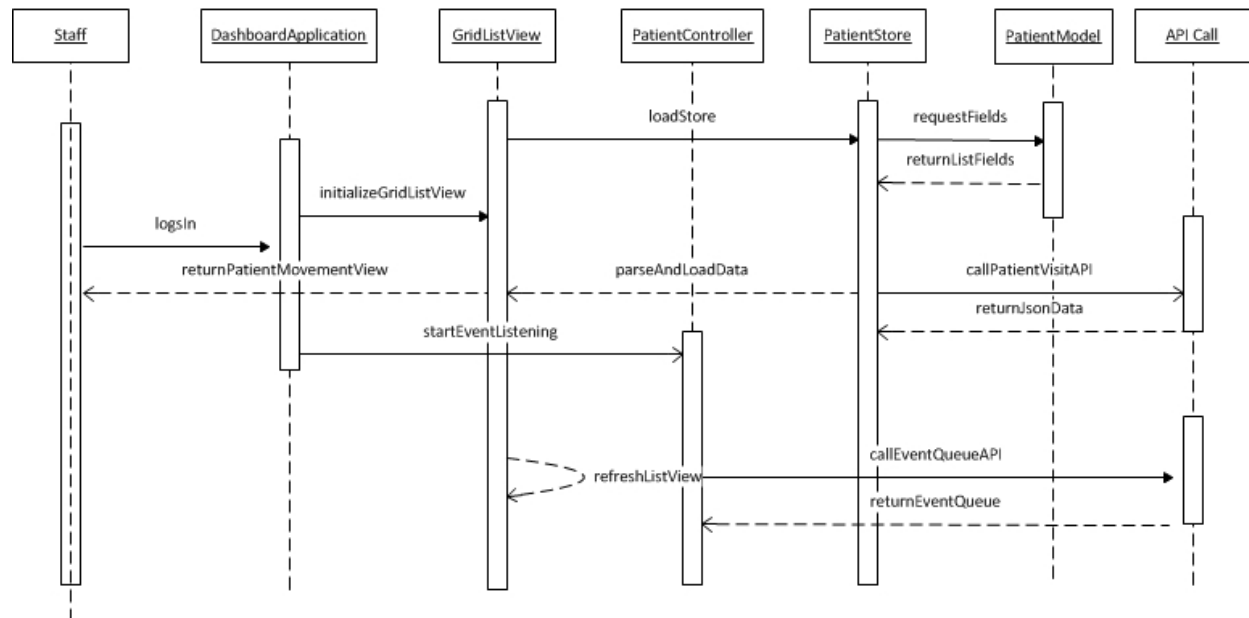 Staff
DashboardApplication
GridListView
PatientController
PatientStore
PatientModel
API Call
loadStore
requestFields
returnListFields
initializeGridListView
logsIn
returnPatientMovementView
parseAndLoadData
callPatientVisitAPI
returnJsonData
startEventListening
callEventQueueAPI
refreshListView
returnEventQueue